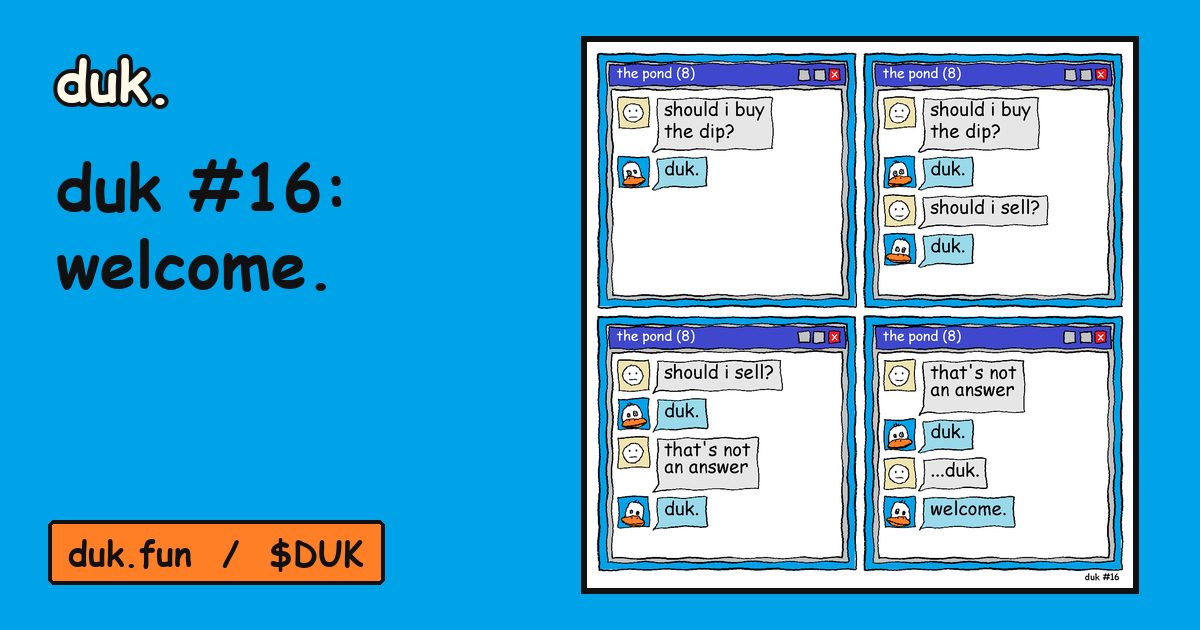 duk.
duk #16:
welcome.
duk.fun / $DUK
the pond (8)
should i buy
the dip?
duk.
the pond (8)
should i buy
the dip?
duk.
should i sell?
duk.
the pond (8)
should i sell?
duk.
that's not
an answer
duk.
the pond (8)
that's not
an answer
duk.
...duk.
welcome.
duk #16